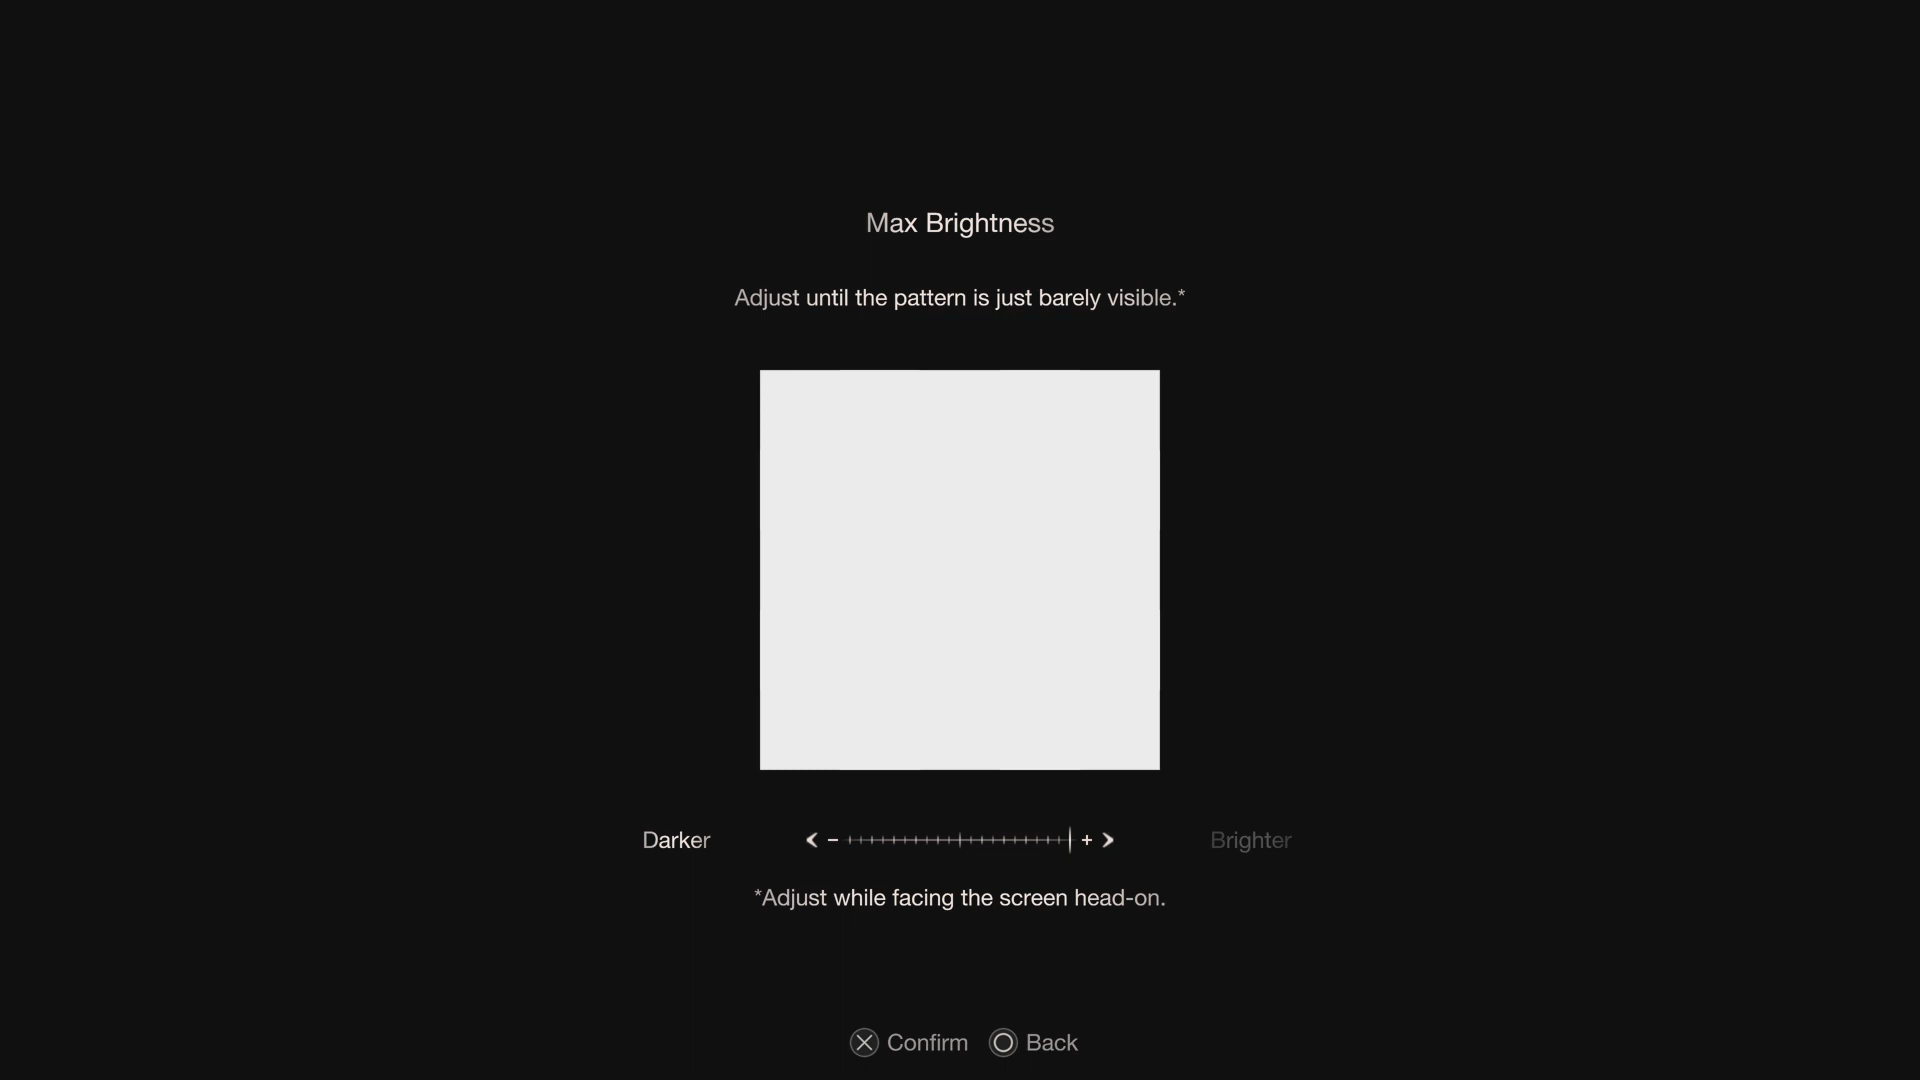 Max Brightness
Adjust until the pattern is just barely visible.*
Darker
Brighter
*Adjust while facing the screen head-on.
Confirm Back